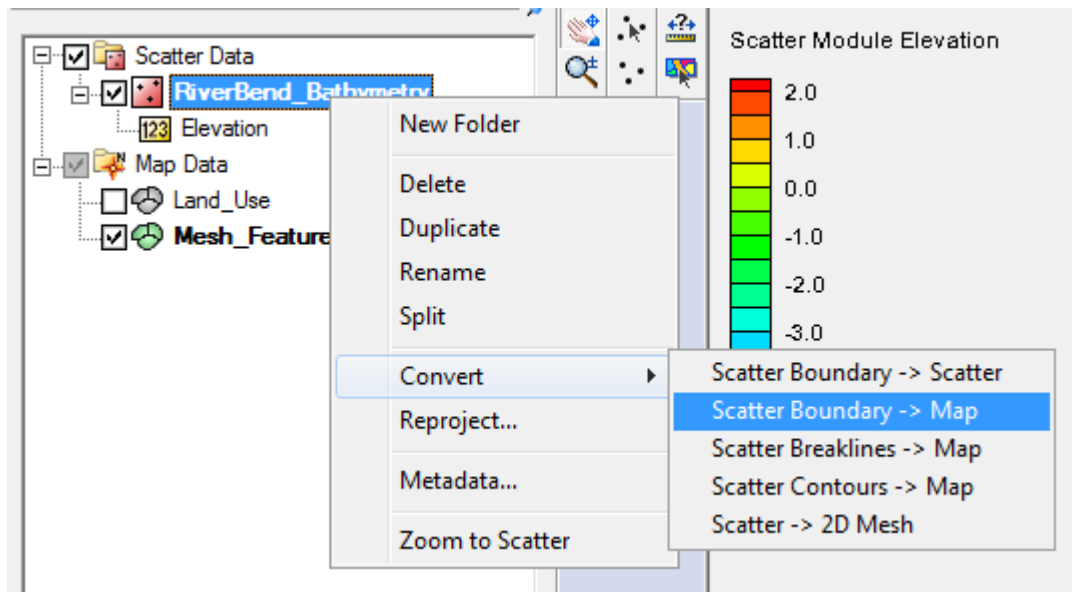 Scatter Data
RiverBend_Bathymetry
123 Elevation
Map Data
Land_Use
Mesh_Feature
New Folder
Delete
Duplicate
Rename
Split
Convert
Reproject...
Metadata...
Zoom to Scatter
Scatter Boundary -> Scatter
Scatter Boundary -> Map
Scatter Breaklines -> Map
Scatter Contours -> Map
Scatter -> 2D Mesh
Scatter Module Elevation
2.0
1.0
0.0
-1.0
-2.0
-3.0